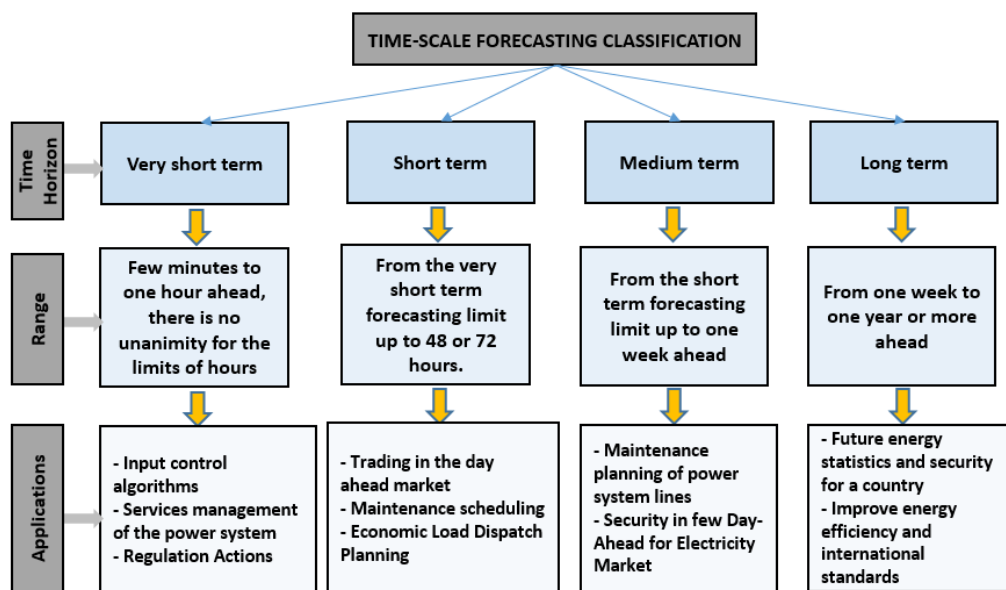 TIME-SCALE FORECASTING CLASSIFICATION
Time
Horizon
Very short term
Short term
Medium term
Long term
Range
Few minutes to
one hour ahead,
there is no
unanimity for the
limits of hours
From the very
short term
forecasting limit
up to 48 or 72
hours.
From the short
term forecasting
limit up to one
week ahead
From one week to
one year or more
ahead
Applications
- Input control
algorithms
- Services management
of the power system
- Regulation Actions
- Trading in the day
ahead market
- Maintenance scheduling
- Economic Load Dispatch
Planning
- Maintenance
planning of power
system lines
- Security in few Day-
Ahead for Electricity
Market
- Future energy
statistics and security
for a country
- Improve energy
efficiency and
international
standards